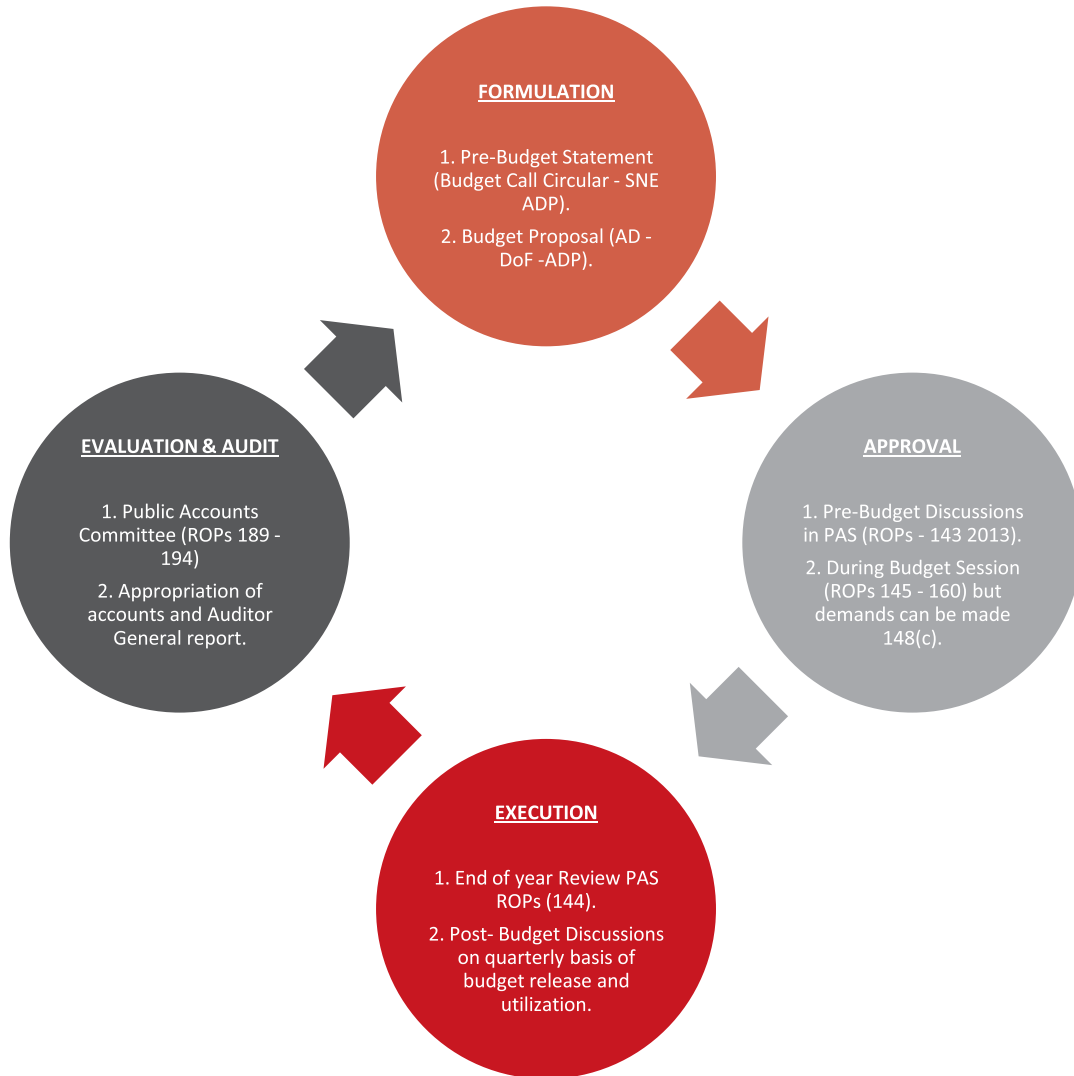 FORMULATION
1. Pre-Budget Statement
(Budget Call Circular - SNE
ADP).
2. Budget Proposal (AD -
DoF -ADP).
APPROVAL
1. Pre-Budget Discussions
in PAS (ROPs - 143 2013).
2. During Budget Session
(ROPs 145 - 160) but
demands can be made
148(c).
EXECUTION
1. End of year Review PAS
ROPs (144).
2. Post- Budget Discussions
on quarterly basis of
budget release and
utilization.
EVALUATION & AUDIT
1. Public Accounts
Committee (ROPs 189 -
194)
2. Appropriation of
accounts and Auditor
General report.